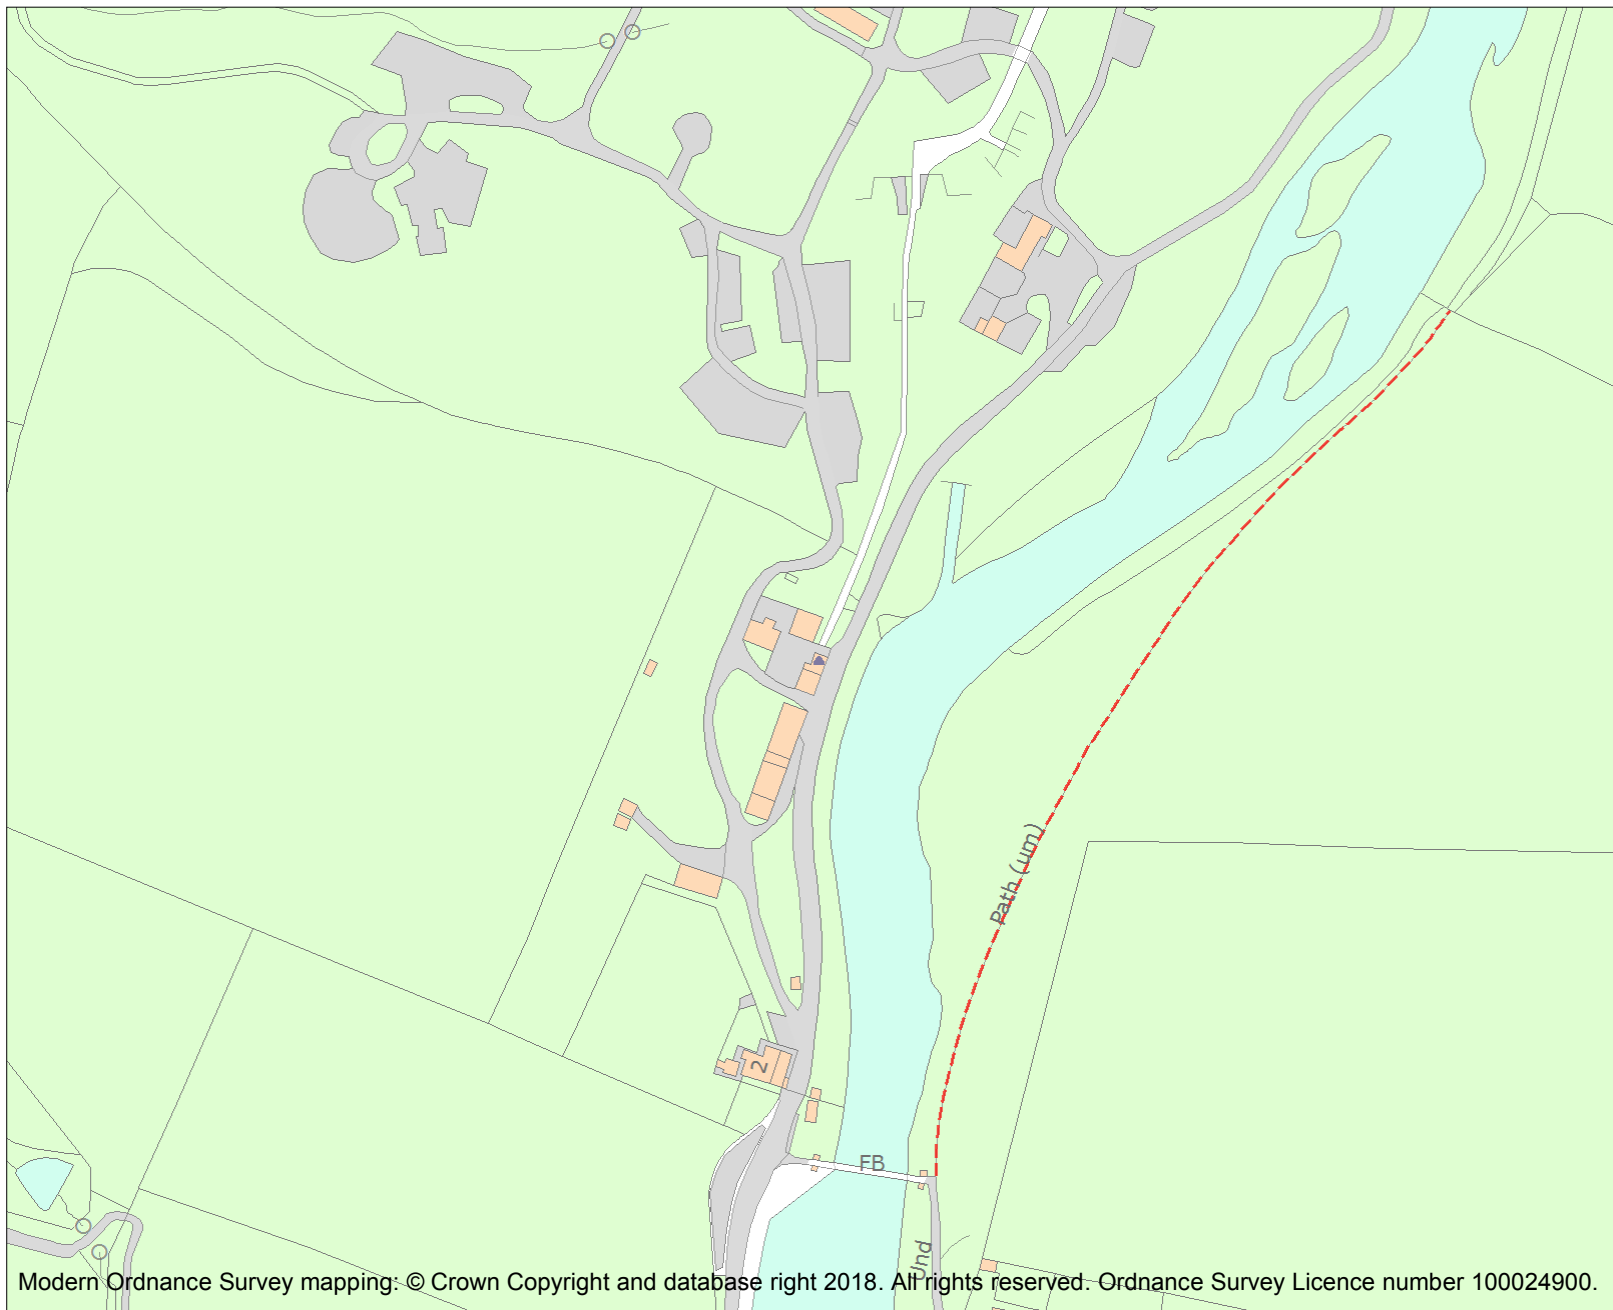 Path (um)
2
FB
Und
Modern Ordnance Survey mapping: © Crown Copyright and database right 2018. All rights reserved. Ordnance Survey Licence number 100024900.